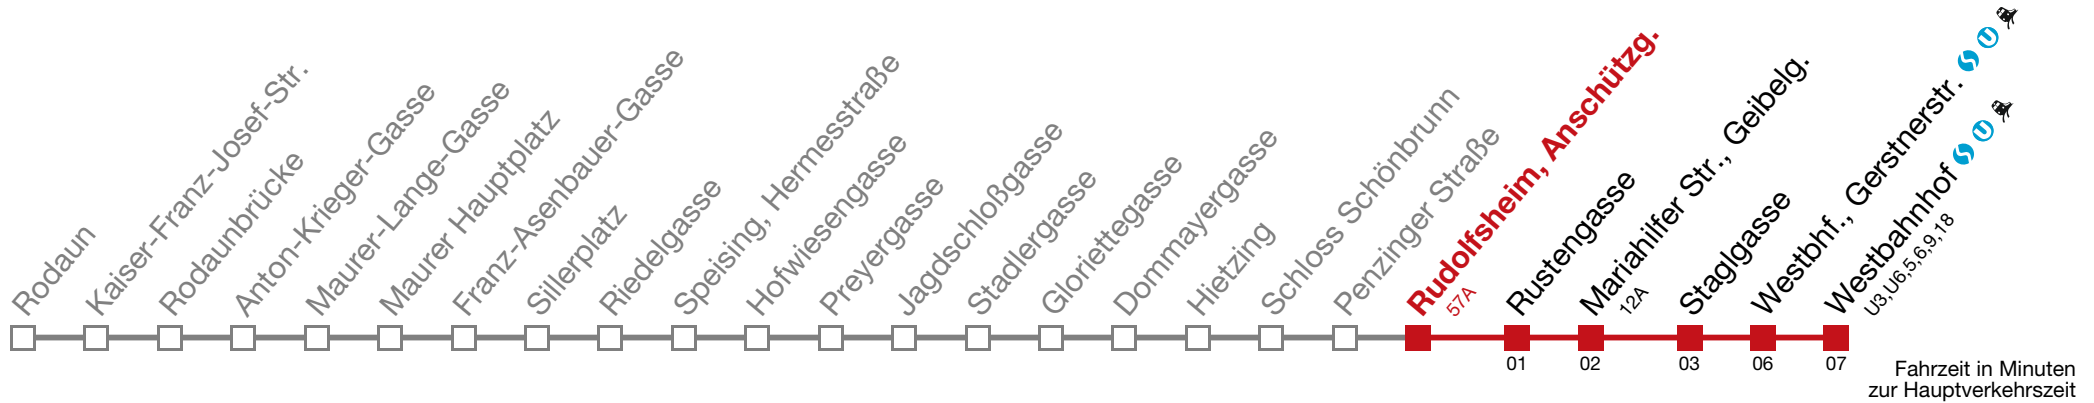 Rodaun
Kaiser-Franz-Josef-Str.
Rodaunbrücke
Anton-Krieger-Gasse
Maurer-Lange-Gasse
Maurer Hauptplatz
Franz-Asenbauer-Gasse
Sillerplatz
Riedelgasse
Speising, Hermesstraße
Hofwiesengasse
Preyergasse
Jagdschloßgasse
Stadlergasse
Gloriettegasse
Dommayergasse
Hietzing
Schloss Schönbrunn
Penzinger Straße
Rudolfsheim, Anschützg.
57A
Rustengasse
Mariahilfer Str., Geibelg.
12A
Staglgasse
Westbhf., Gerstnerstr. S U
Westbahnhof S U
U3,U6,5,6,9,18
01 02 03 06 07
Fahrzeit in Minuten
zur Hauptverkehrszeit